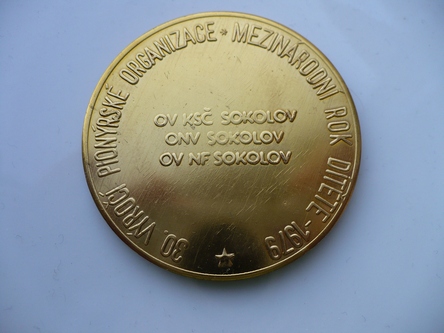 30. VÝROČÍ PIONÝRSKÉ ORGANIZACE * MEZINÁRODNÍ ROK DÍTĚTE - 1979
OV KSČ SOKOLOV
ONV SOKOLOV
OV NF SOKOLOV